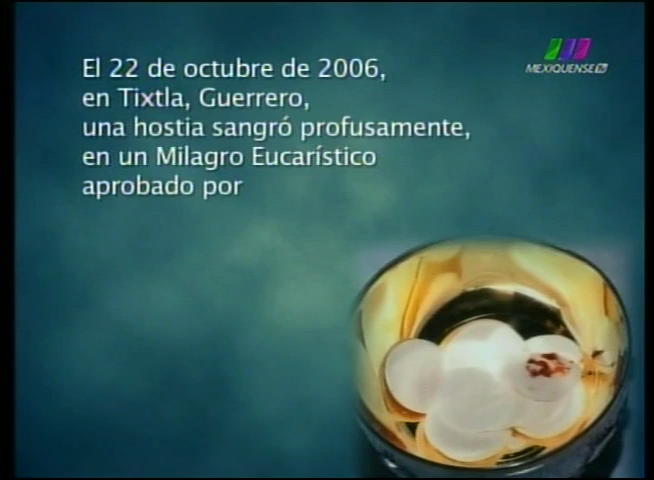 El 22 de octubre de 2006,
en Tixtla, Guerrero,
una hostia sangró profusamente,
en un Milagro Eucarístico
aprobado por
MEXIQUENSE TV